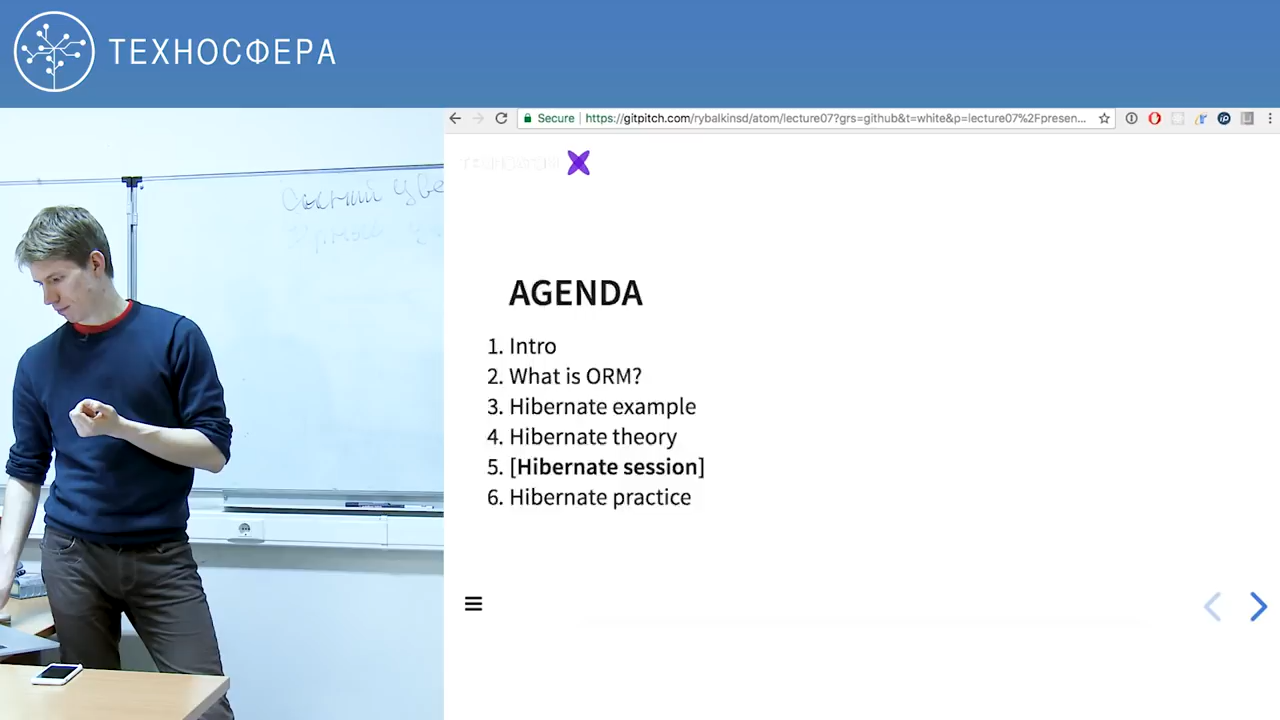 ТЕХНОСФЕРА
Secure https://gitpitch.com/rybalkinsd/atom/lecture07?grs=github&t=white&p=lecture07%2Fpresen...
AGENDA
1. Intro
2. What is ORM?
3. Hibernate example
4. Hibernate theory
5. [Hibernate session]
6. Hibernate practice